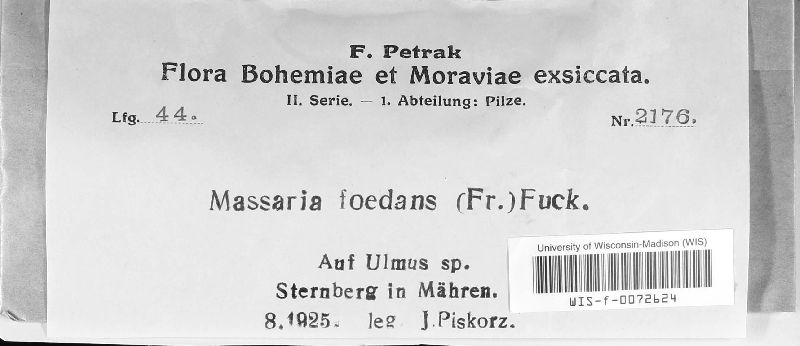 F. Petrak
Flora Bohemiae et Moraviae exsiccata.
II. Serie. — 1. Abteilung: Pilze.
Lfg. 44.
Nr. 2176.
Massaria foedans (Fr.) Fuck.
Auf Ulmus sp.
Sternberg in Mähren.
8.1925. leg J. Piskorz.
University of Wisconsin-Madison (WIS)
WIS-f-0072624